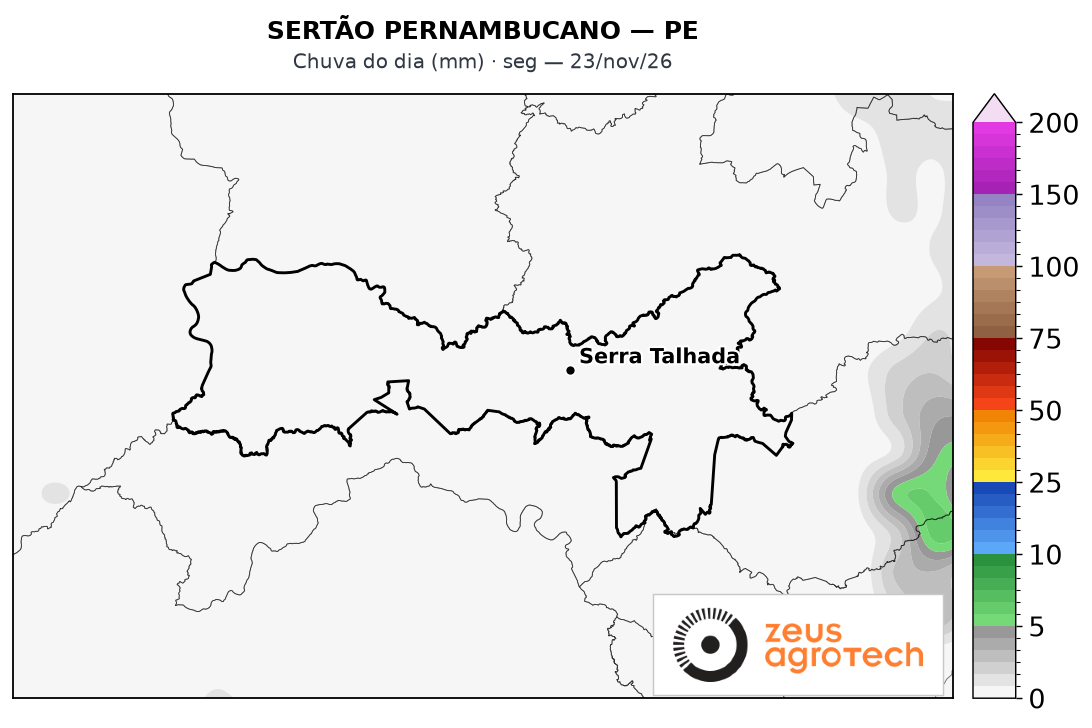 SERTÃO PERNAMBUCANO — PE
Chuva do dia (mm) · seg — 23/nov/26
200
150
100
75
50
25
10
5
0
Serra Talhada
zeus
agrotech